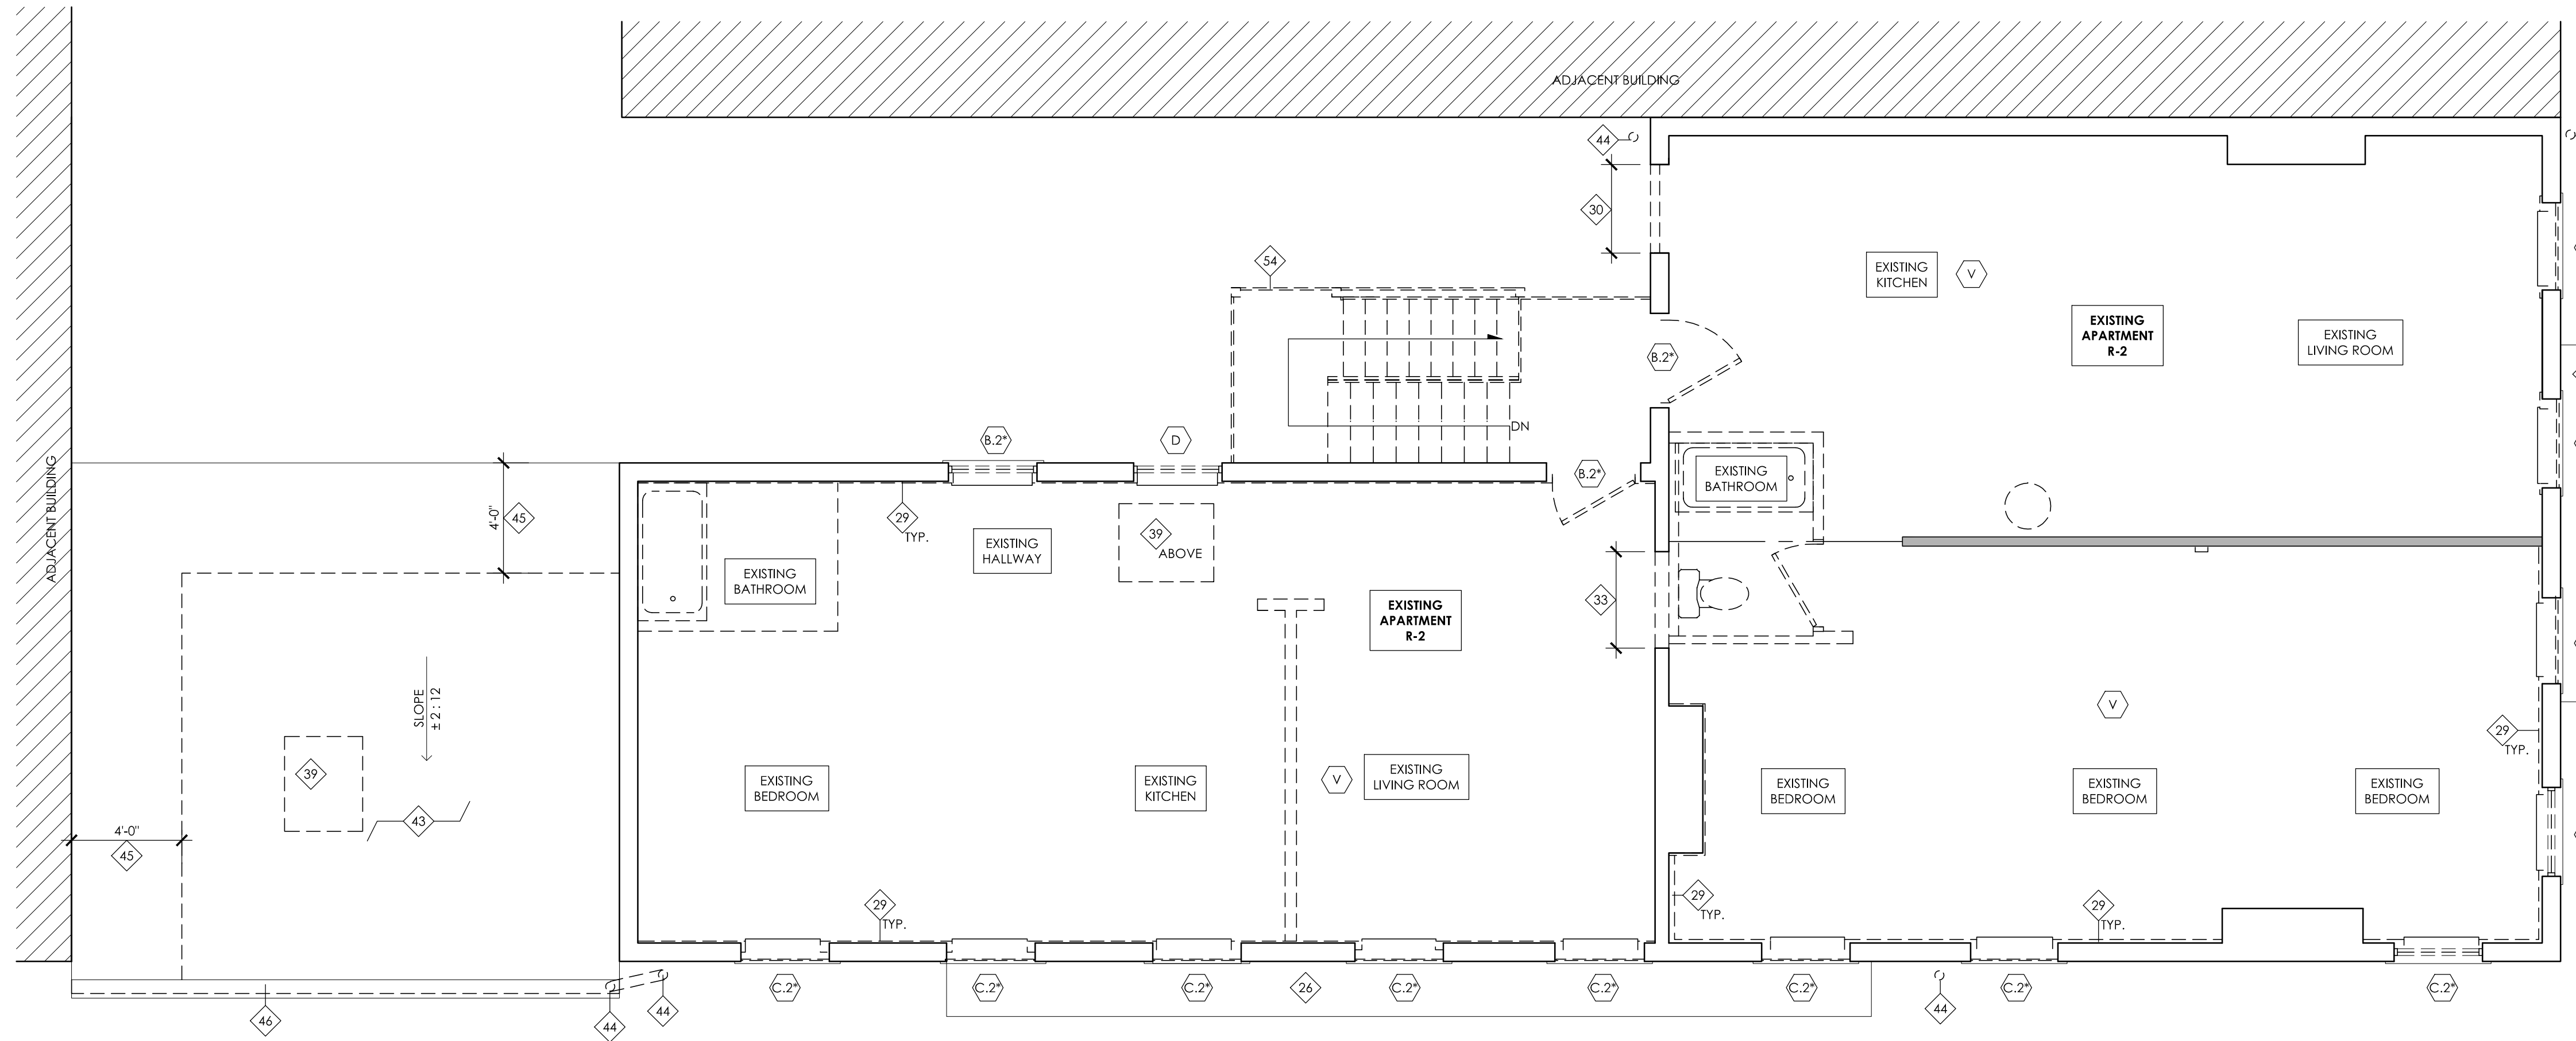 ADJACENT BUILDING
44
30
54
EXISTING
KITCHEN
V
EXISTING
APARTMENT
R-2
EXISTING
LIVING ROOM
B.2*
DN
B.2*
D
B.2*
ADJACENT BUILDING
4'-0"
45
29
TYP.
EXISTING
HALLWAY
39
ABOVE
EXISTING
BATHROOM
EXISTING
BATHROOM
EXISTING
APARTMENT
R-2
33
SLOPE
± 2 : 12
39
43
4'-0"
45
EXISTING
BEDROOM
EXISTING
KITCHEN
V
EXISTING
LIVING ROOM
V
29
TYP.
EXISTING
BEDROOM
EXISTING
BEDROOM
EXISTING
BEDROOM
29
TYP.
29
TYP.
29
TYP.
C.2*
C.2*
C.2*
26
C.2*
C.2*
C.2*
44
C.2*
C.2*
46
44
44